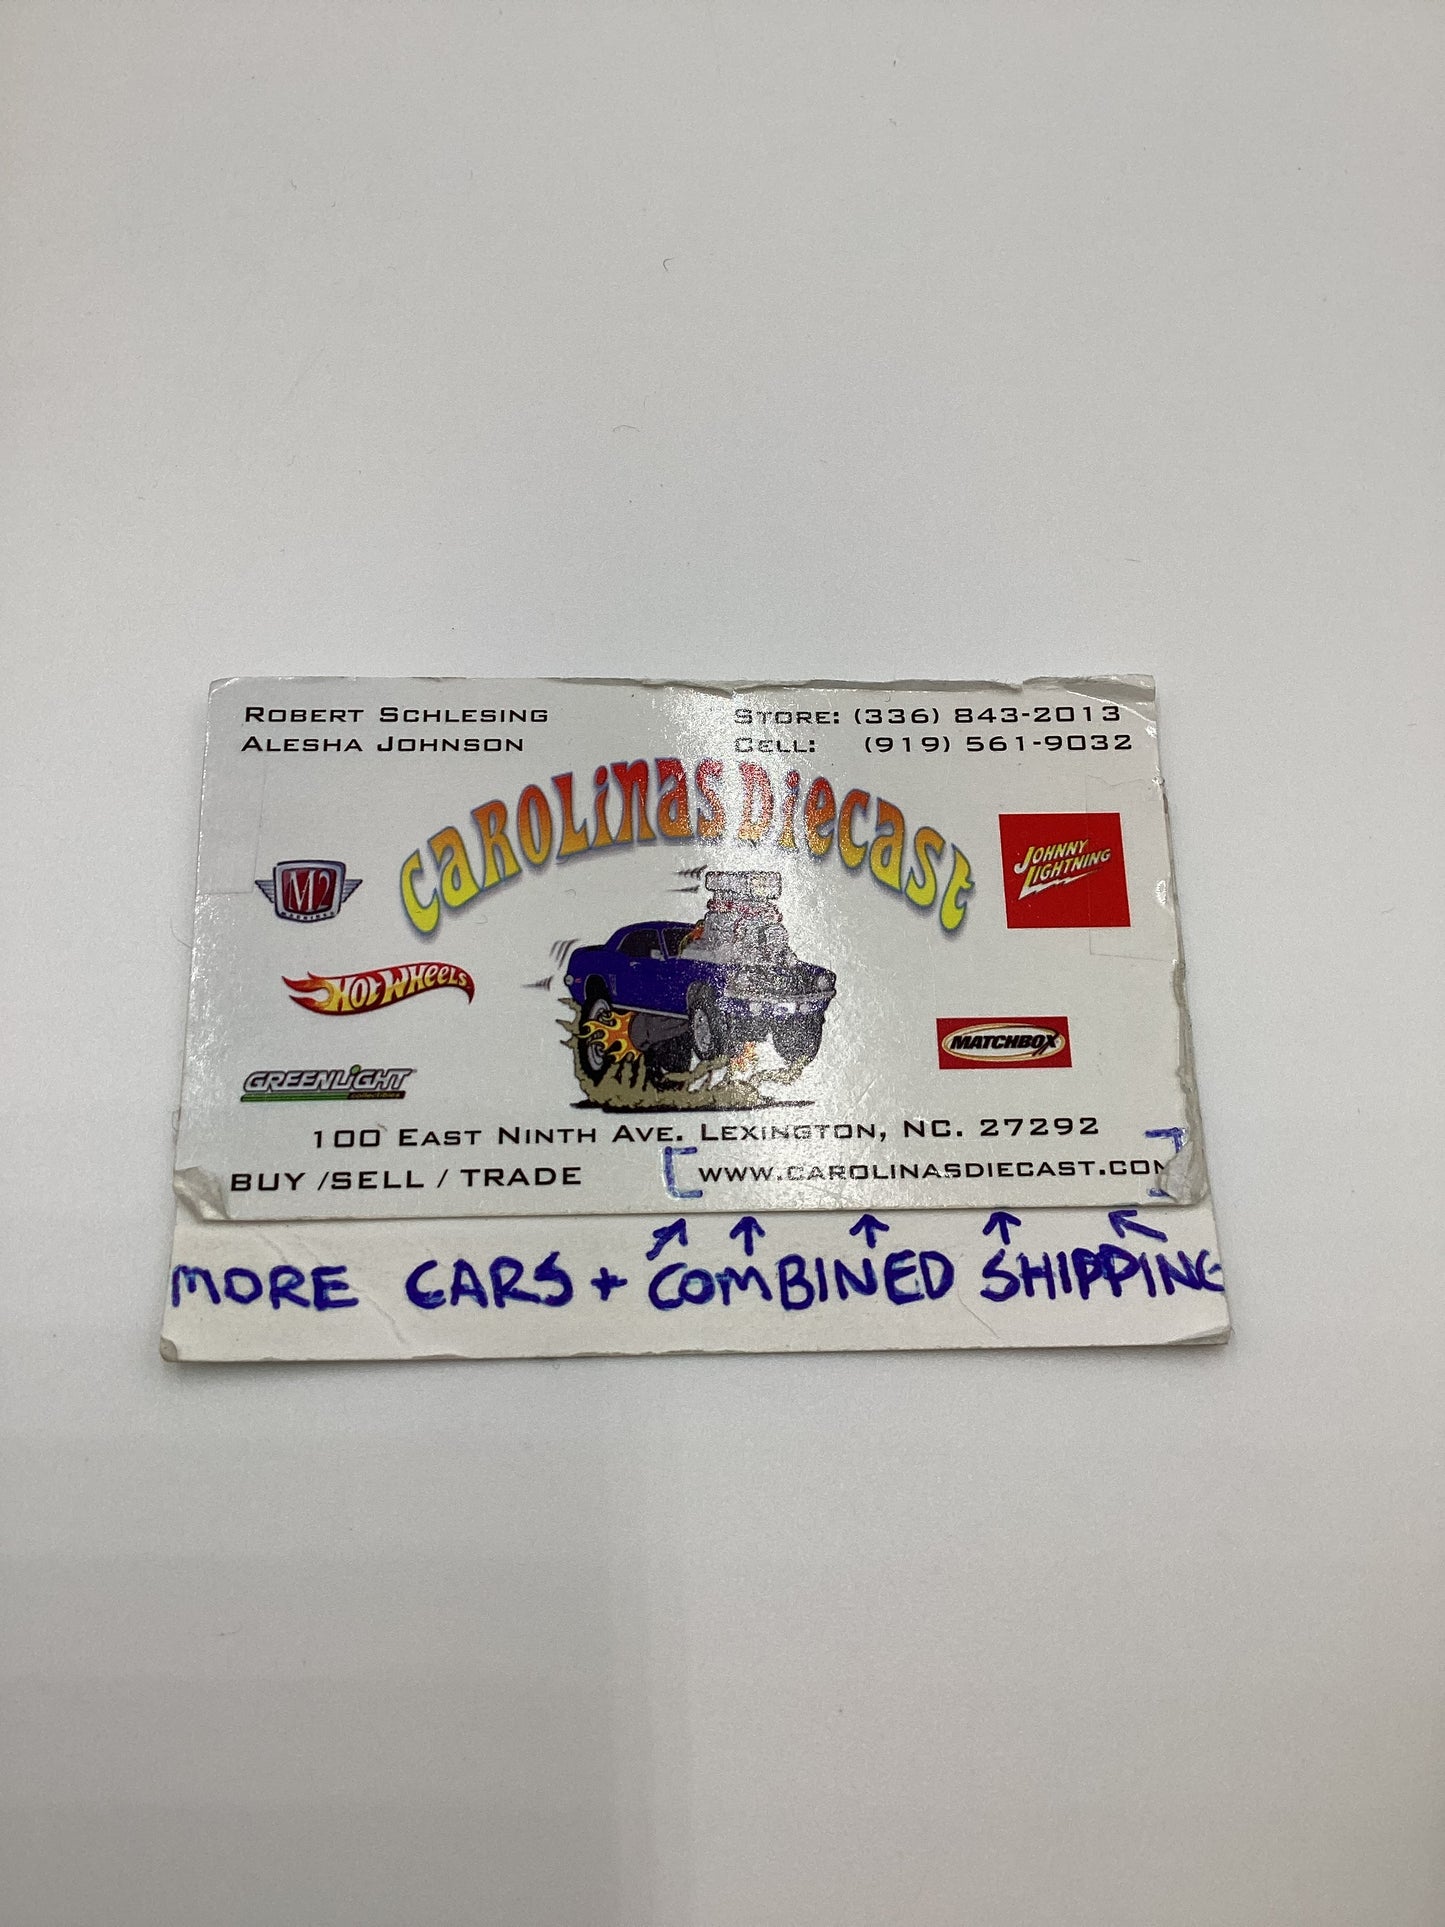 ROBERT SCHLESING
ALESHA JOHNSON
STORE: (336) 843-2013
CELL: (919) 561-9032
CAROLINAS DIECAST
M2
MACHINES
JOHNNY
LIGHTNING
HOT WHEELS
MATCHBOX
GREENLIGHT
collectibles
100 EAST NINTH AVE. LEXINGTON, NC. 27292
BUY /SELL / TRADE
[WWW.CAROLINASDIECAST.COM]
MORE CARS + COMBINED SHIPPING